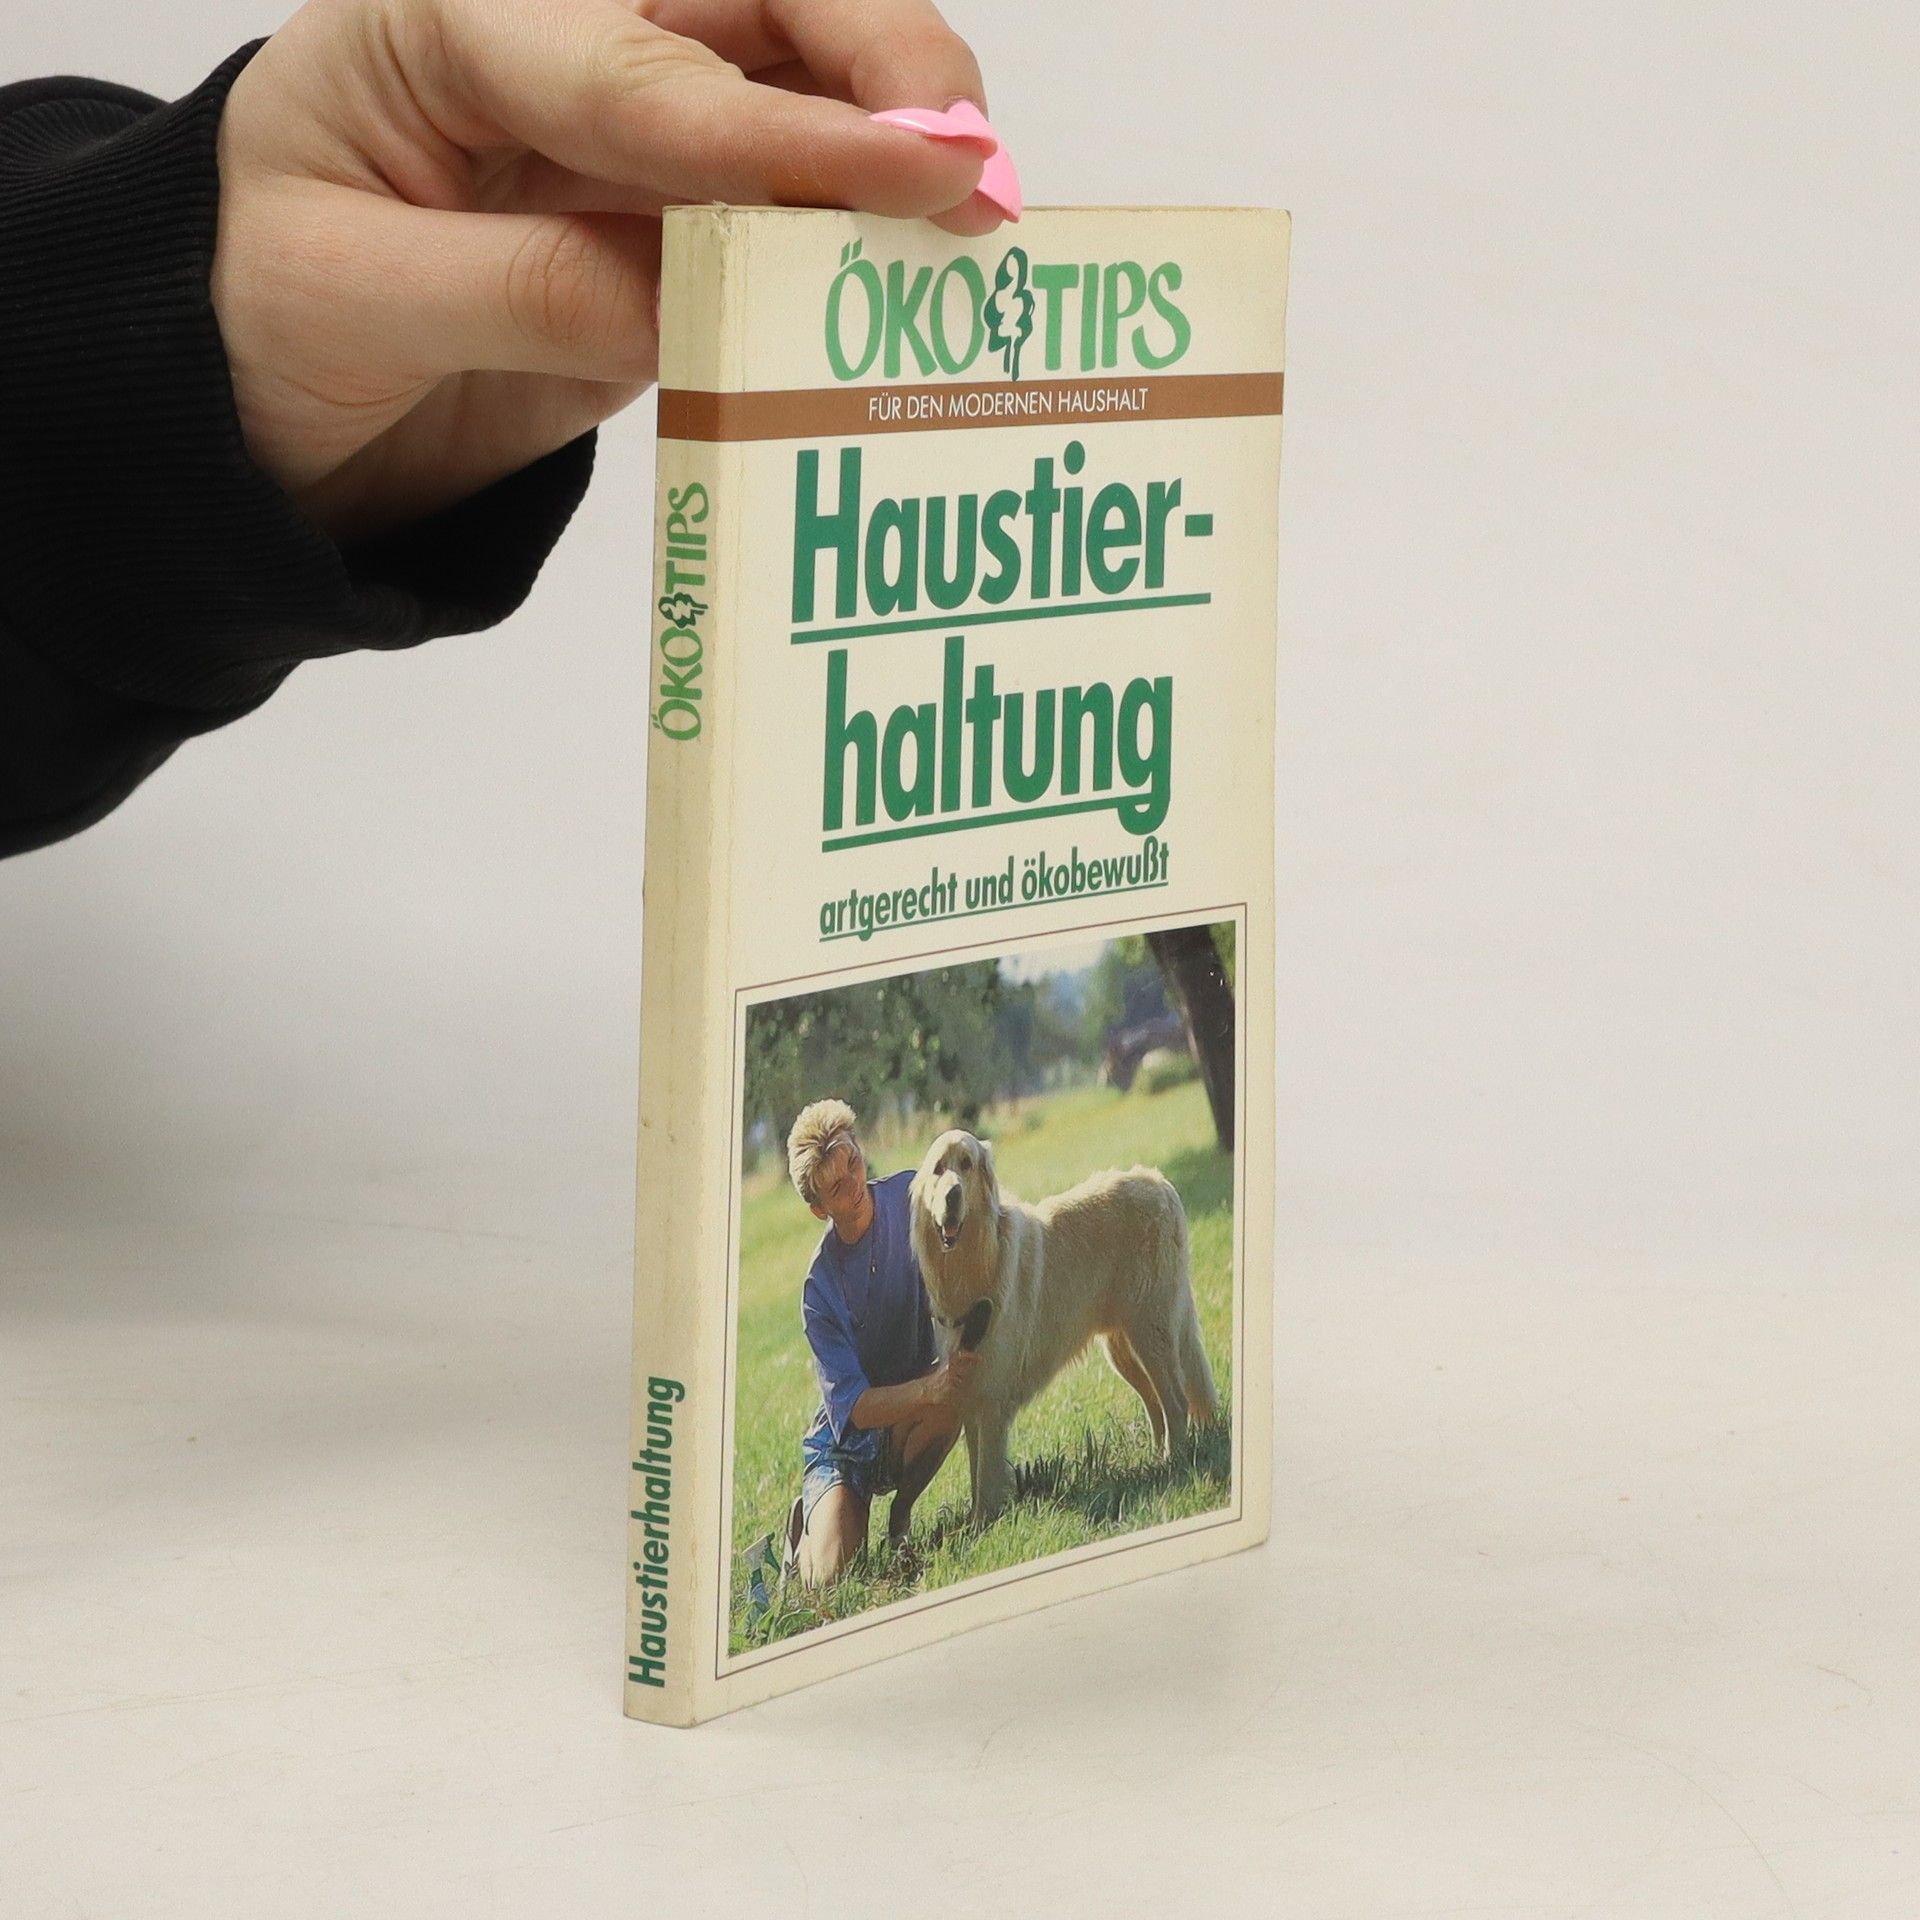 ÖKO TIPS
FÜR DEN MODERNEN HAUSHALT
Haustier-
haltung
artgerecht und ökobewußt
ÖKO TIPS
Haustierhaltung